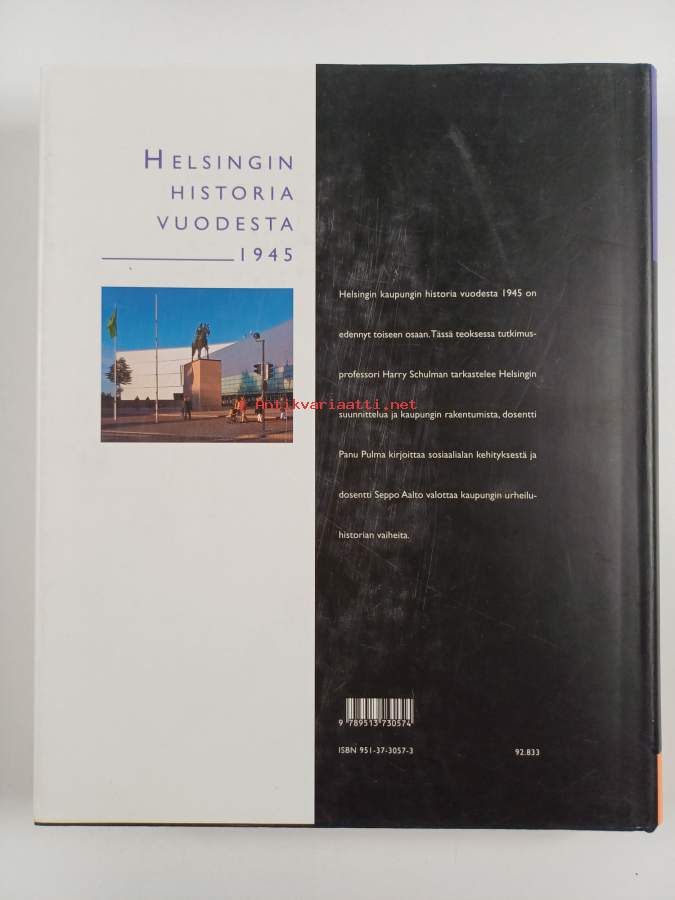 HELSINGIN
HISTORIA
VUODESTA
1945
Helsingin kaupungin historia vuodesta 1945 on
edennyt toiseen osaan. Tässä teoksessa tutkimus-
professori Harry Schulman tarkastelee Helsingin
suunnittelua ja kaupungin rakentumista, dosentti
Panu Pulma kirjoittaa sosiaalialan kehityksestä ja
dosentti Seppo Aalto valottaa kaupungin urheilu-
historian vaiheita.
Antikvariaatti.net
9 789513 730574
ISBN 951-37-3057-3 92.833